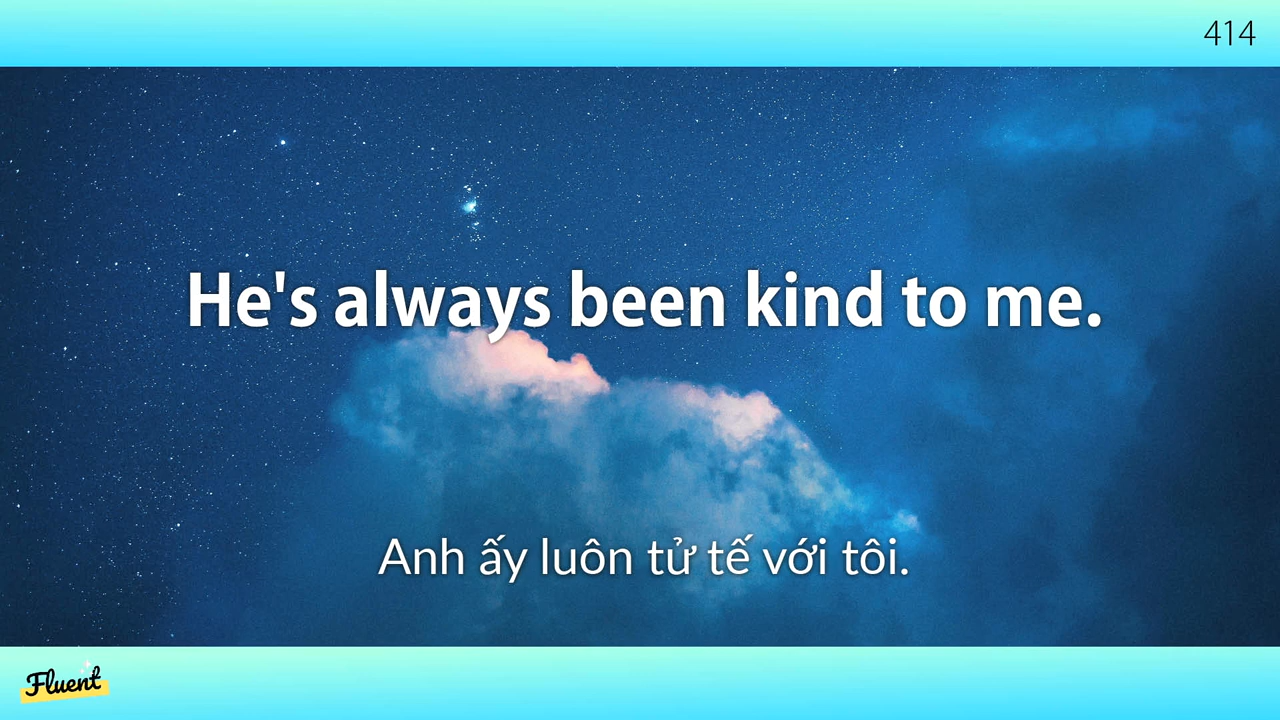 414
He's always been kind to me.
Anh ấy luôn tử tế với tôi.
Fluent